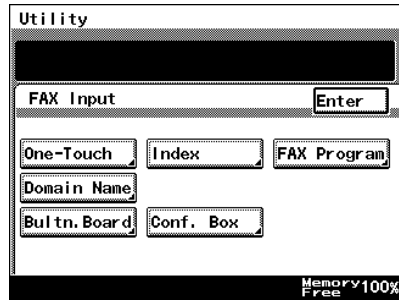 Utility
FAX Input
Enter
One-Touch
Index
FAX Program
Domain Name
Bultn.Board
Conf. Box
Memory Free 100%